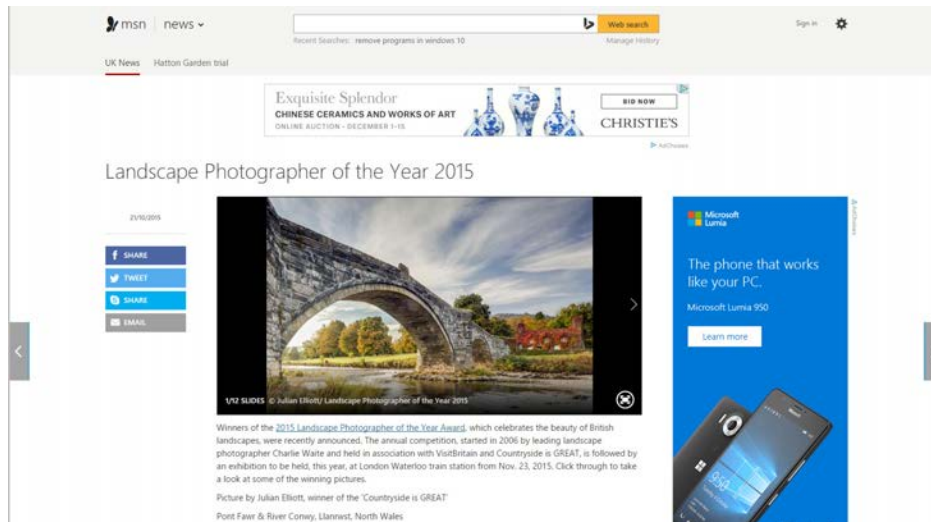 msn news
Web search
Sign in
Recent Searches: remove programs in windows 10
Manage History
UK News Hatton Garden trial
Exquisite Splendor
CHINESE CERAMICS AND WORKS OF ART
ONLINE AUCTION - DECEMBER 1-15
BID NOW
CHRISTIE'S
AdChoices
Landscape Photographer of the Year 2015
21/10/2015
SHARE
TWEET
SHARE
EMAIL
1/12 SLIDES © Julian Elliott/ Landscape Photographer of the Year 2015
Winners of the 2015 Landscape Photographer of the Year Award, which celebrates the beauty of British
landscapes, were recently announced. The annual competition, started in 2006 by leading landscape
photographer Charlie Waite and held in association with VisitBritain and Countryside is GREAT, is followed by
an exhibition to be held, this year, at London Waterloo train station from Nov. 23, 2015. Click through to take
a look at some of the winning pictures.
Picture by Julian Elliott, winner of the 'Countryside is GREAT'
Pont Fawr & River Conwy, Llanrwst, North Wales
Microsoft
Lumia
AdChoices
The phone that works
like your PC.
Microsoft Lumia 950
Learn more